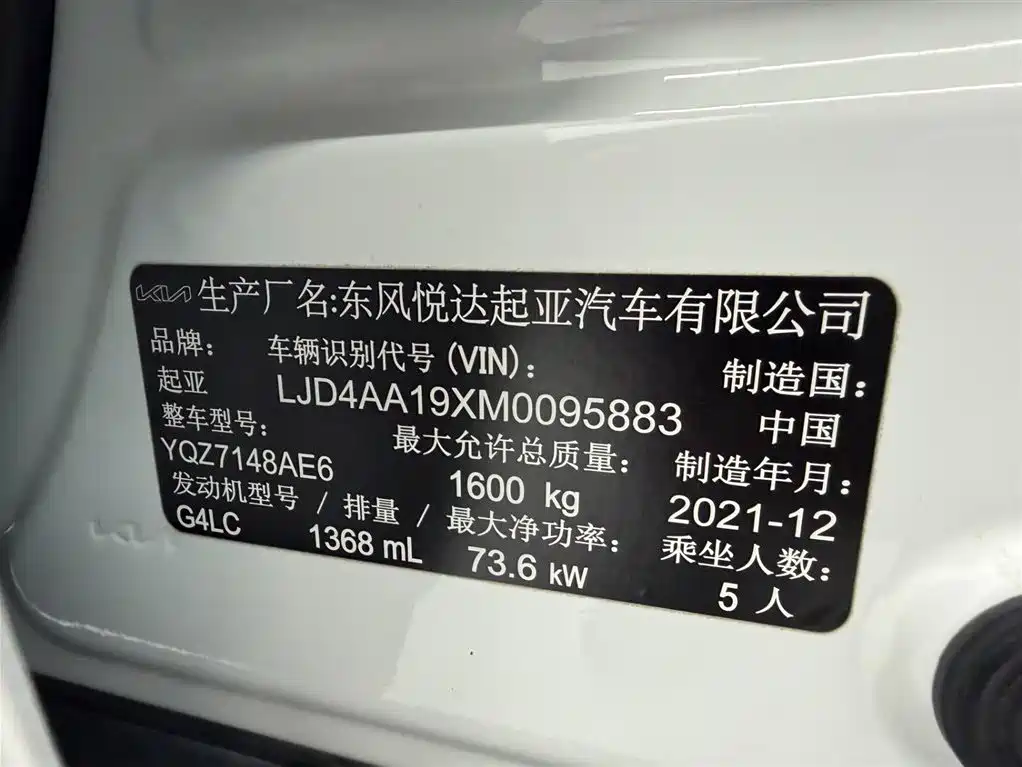 KIA 生产厂名:东风悦达起亚汽车有限公司
品牌: 车辆识别代号(VIN): 制造国:
起亚 LJD4AA19XM0095883 中国
整车型号: 最大允许总质量: 制造年月:
YQZ7148AE6 1600 kg 2021-12
发动机型号 / 排量 / 最大净功率: 乘坐人数:
G4LC 1368 mL 73.6 kW 5 人